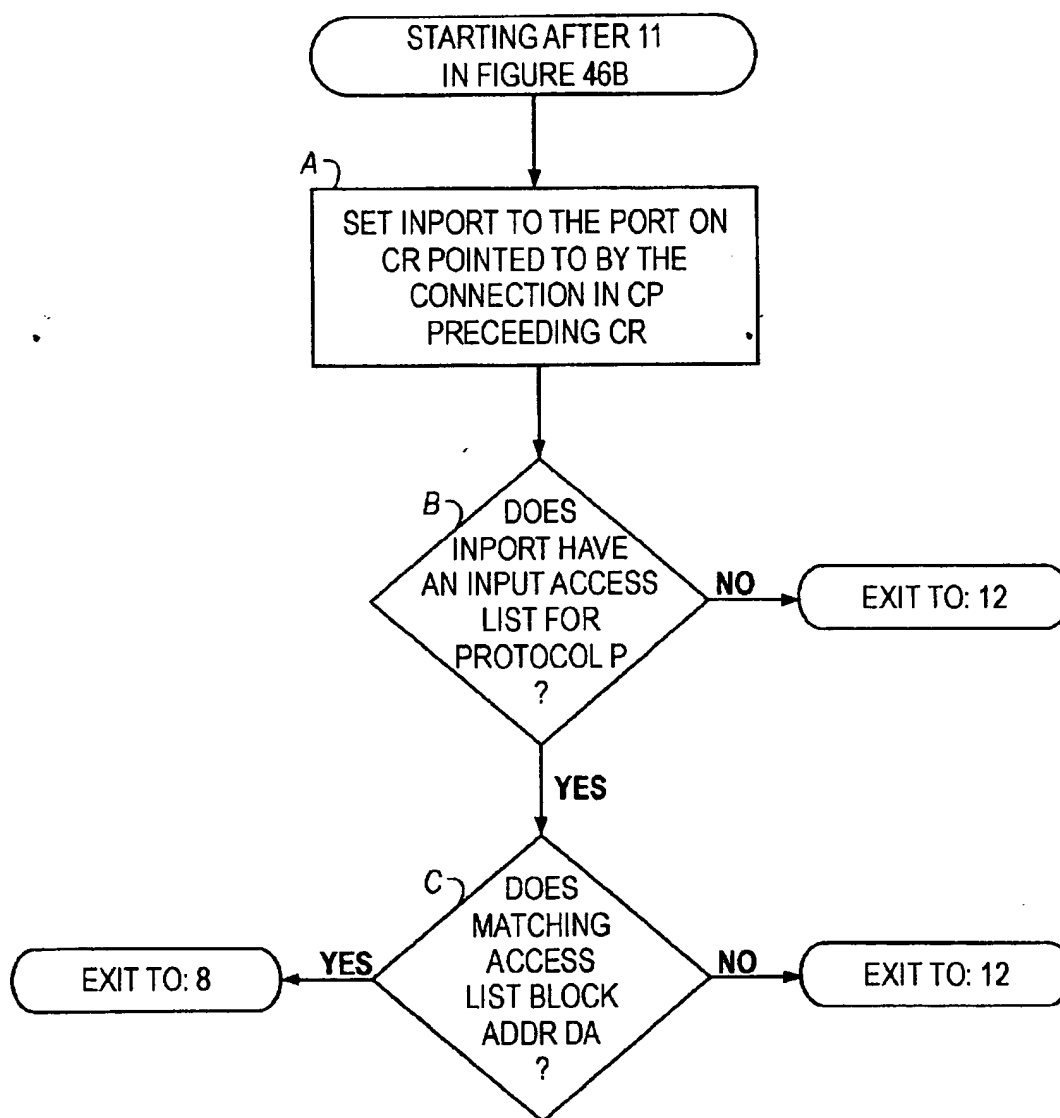 STARTING AFTER 11
IN FIGURE 46B
A
SET INPORT TO THE PORT ON
CR POINTED TO BY THE
CONNECTION IN CP
PRECEEDING CR
B
DOES
INPORT HAVE
AN INPUT ACCESS
LIST FOR
PROTOCOL P
?
NO
EXIT TO: 12
YES
C
DOES
MATCHING
ACCESS
LIST BLOCK
ADDR DA
?
YES
EXIT TO: 8
NO
EXIT TO: 12